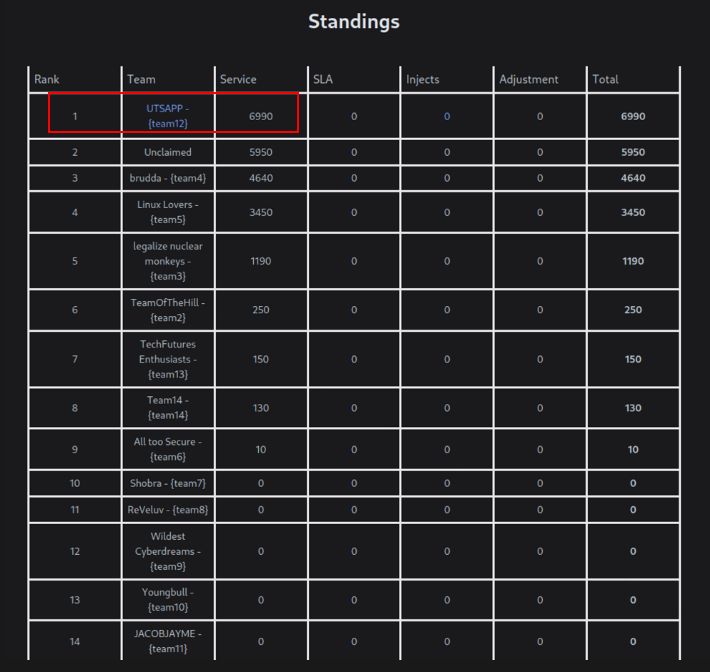 Standings
Rank Team Service SLA Injects Adjustment Total
1 UTSAPP - 6990 0 0 0 6990
{team12}
2 Unclaimed 5950 0 0 0 5950
3 brudda - {team4} 4640 0 0 0 4640
4 Linux Lovers - 3450 0 0 0 3450
{team5}
5 legalize nuclear 1190 0 0 0 1190
monkeys -
{team3}
6 TeamOfTheHill - 250 0 0 0 250
{team2}
7 TechFutures 150 0 0 0 150
Enthusiasts -
{team13}
8 Team14 - 130 0 0 0 130
{team14}
9 All too Secure - 10 0 0 0 10
{team6}
10 Shobra - {team7} 0 0 0 0 0
11 ReVeluv - {team8} 0 0 0 0 0
12 Wildest 0 0 0 0 0
Cyberdreams -
{team9}
13 Youngbull - 0 0 0 0 0
{team10}
14 JACOBJAYME - 0 0 0 0 0
{team11}